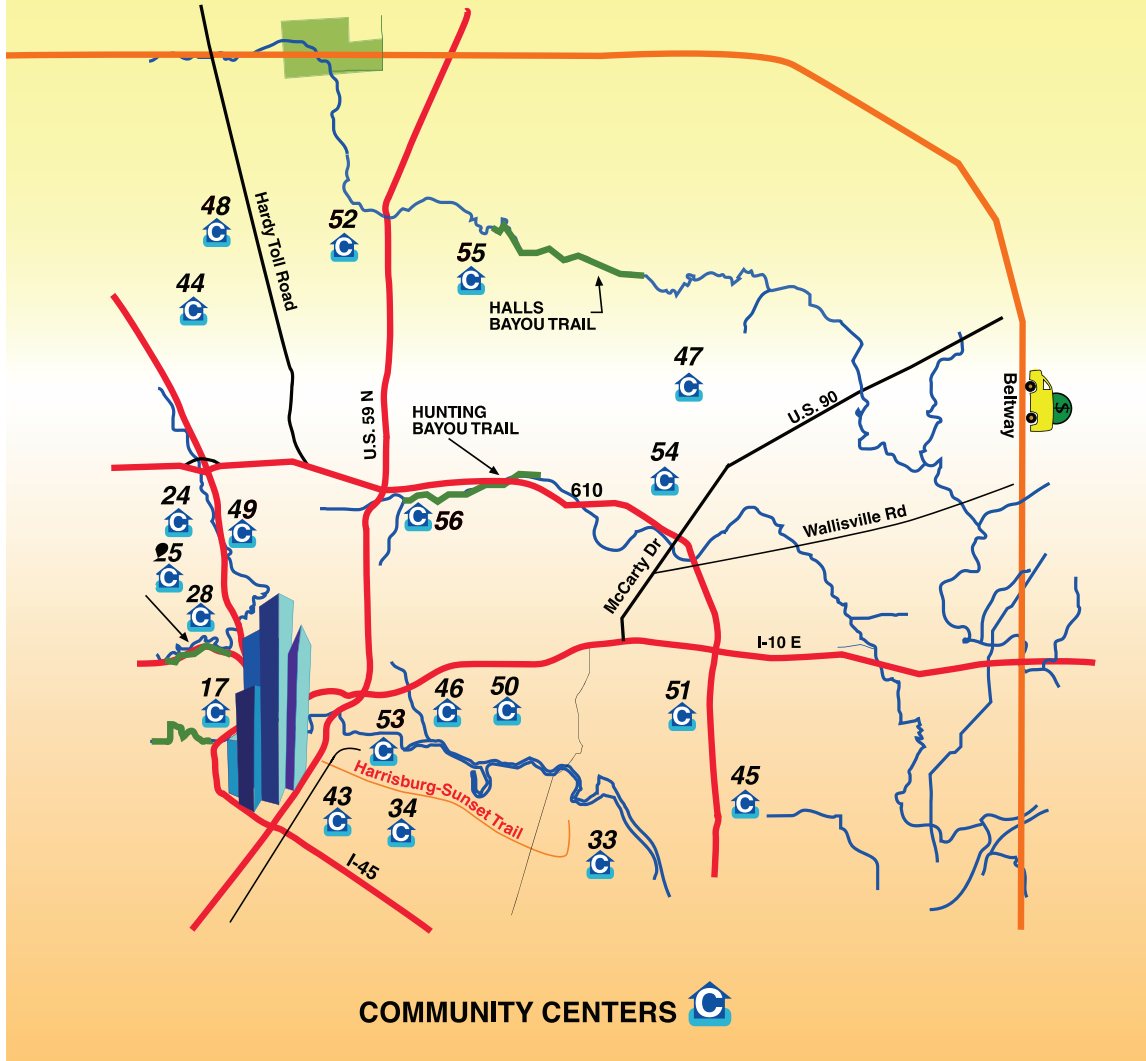 48
Hardy Toll Road
52
55
44
HALLS
BAYOU TRAIL
47
U.S. 90
Beltway
$
U.S. 59 N
HUNTING
BAYOU TRAIL
54
610
24
49
56
Wallisville Rd
25
McCarty Dr
28
I-10 E
17
46
50
51
53
Harrisburg-Sunset Trail
45
43
34
33
I-45
C
COMMUNITY CENTERS C